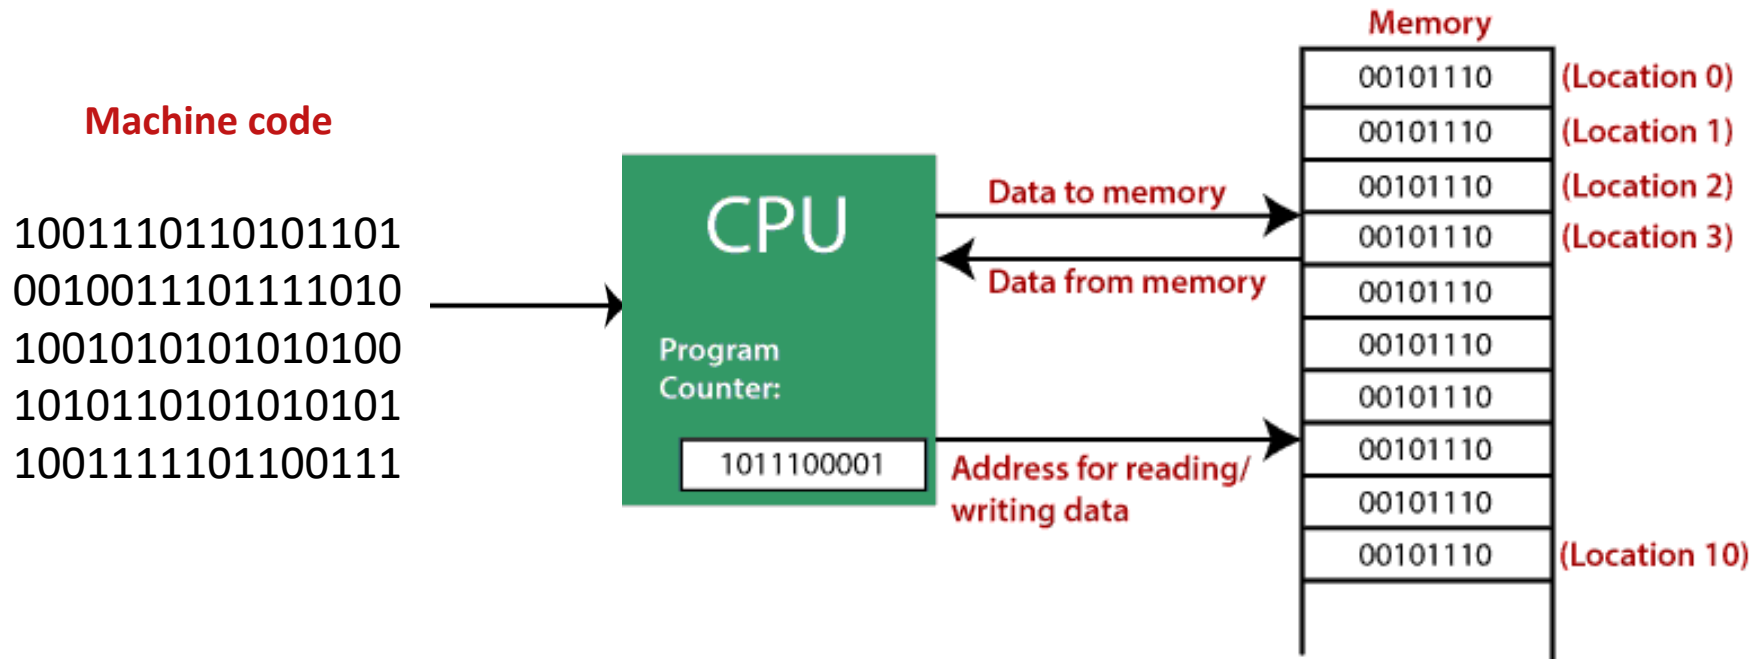 Machine code
1001110110101101
0010011101111010
1001010101010100
1010110101010101
1001111101100111
CPU
Program
Counter:
1011100001
Data to memory
Data from memory
Address for reading/
writing data
Memory
00101110 (Location 0)
00101110 (Location 1)
00101110 (Location 2)
00101110 (Location 3)
00101110
00101110
00101110
00101110
00101110
00101110 (Location 10)